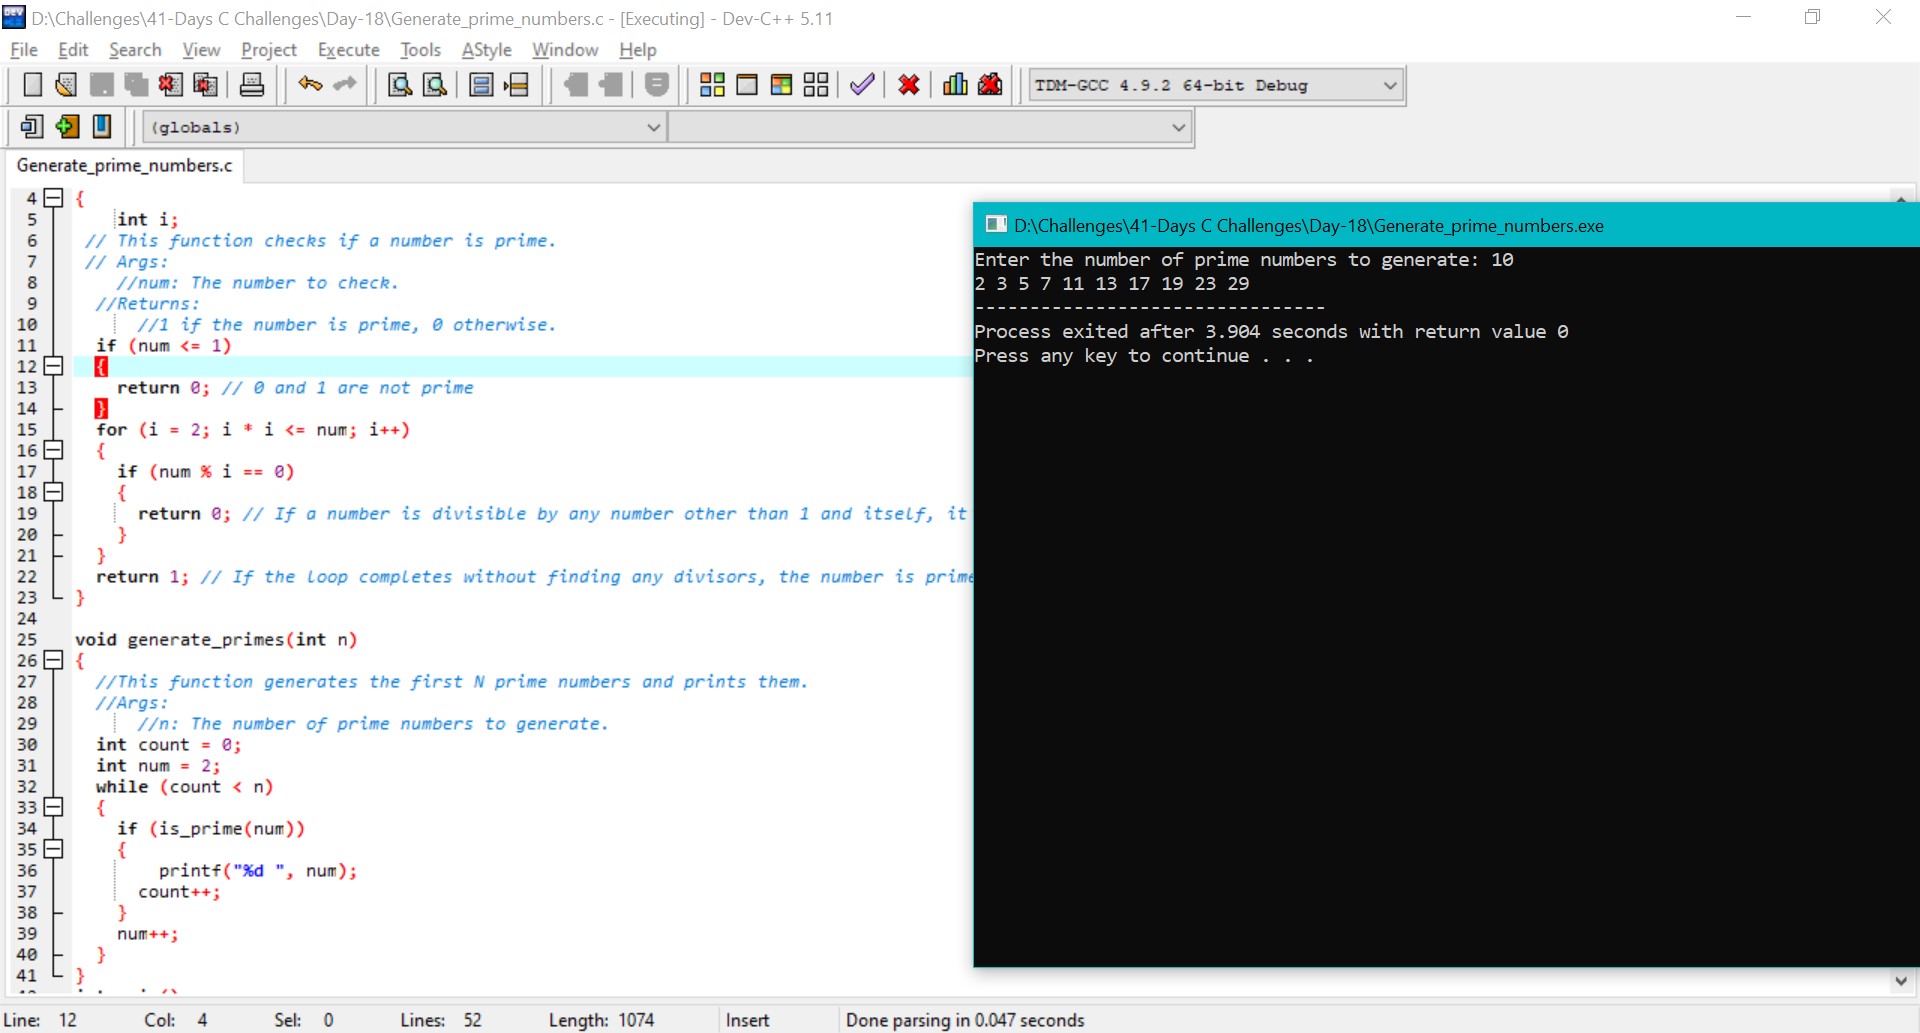 D:\Challenges\41-Days C Challenges\Day-18\Generate_prime_numbers.c - [Executing] - Dev-C++ 5.11
File Edit Search View Project Execute Tools AStyle Window Help
TDM-GCC 4.9.2 64-bit Debug
(globals)
Generate_prime_numbers.c
4 {
5 int i;
6 // This function checks if a number is prime.
7 // Args:
8 //num: The number to check.
9 //Returns:
10 //1 if the number is prime, 0 otherwise.
11 if (num <= 1)
12 {
13 return 0; // 0 and 1 are not prime
14 }
15 for (i = 2; i * i <= num; i++)
16 {
17 if (num % i == 0)
18 {
19 return 0; // If a number is divisible by any number other than 1 and itself, it
20 }
21 }
22 return 1; // If the loop completes without finding any divisors, the number is prime
23 }
24
25 void generate_primes(int n)
26 {
27 //This function generates the first N prime numbers and prints them.
28 //Args:
29 //n: The number of prime numbers to generate.
30 int count = 0;
31 int num = 2;
32 while (count < n)
33 {
34 if (is_prime(num))
35 {
36 printf("%d ", num);
37 count++;
38 }
39 num++;
40 }
41 }
D:\Challenges\41-Days C Challenges\Day-18\Generate_prime_numbers.exe
Enter the number of prime numbers to generate: 10
2 3 5 7 11 13 17 19 23 29
--------------------------------
Process exited after 3.904 seconds with return value 0
Press any key to continue . . .
Line: 12 Col: 4 Sel: 0 Lines: 52 Length: 1074 Insert Done parsing in 0.047 seconds